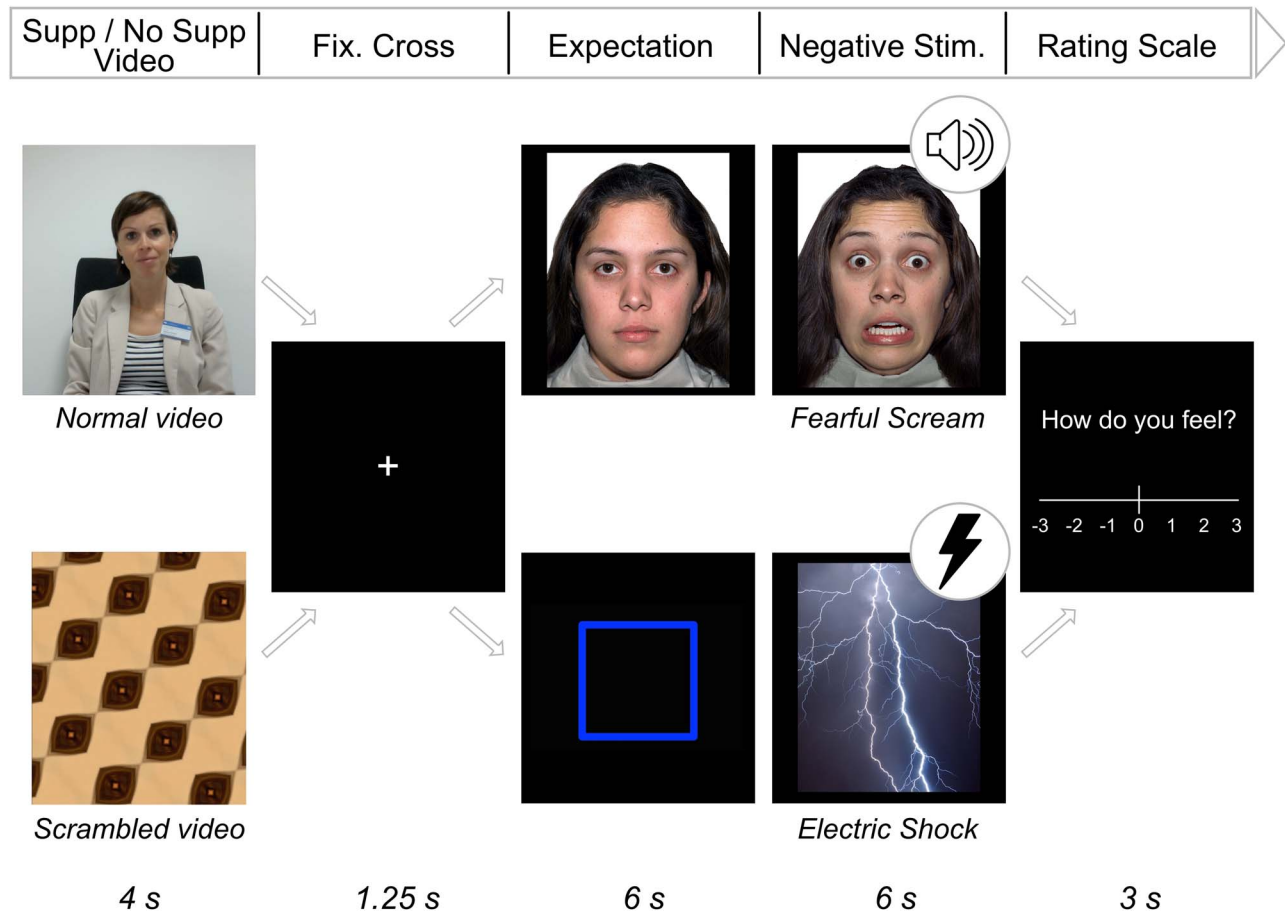 Supp / No Supp
Video
Fix. Cross
Expectation
Negative Stim.
Rating Scale
Normal video
Fearful Scream
+
How do you feel?
-3 -2 -1 0 1 2 3
Scrambled video
Electric Shock
4 s
1.25 s
6 s
6 s
3 s